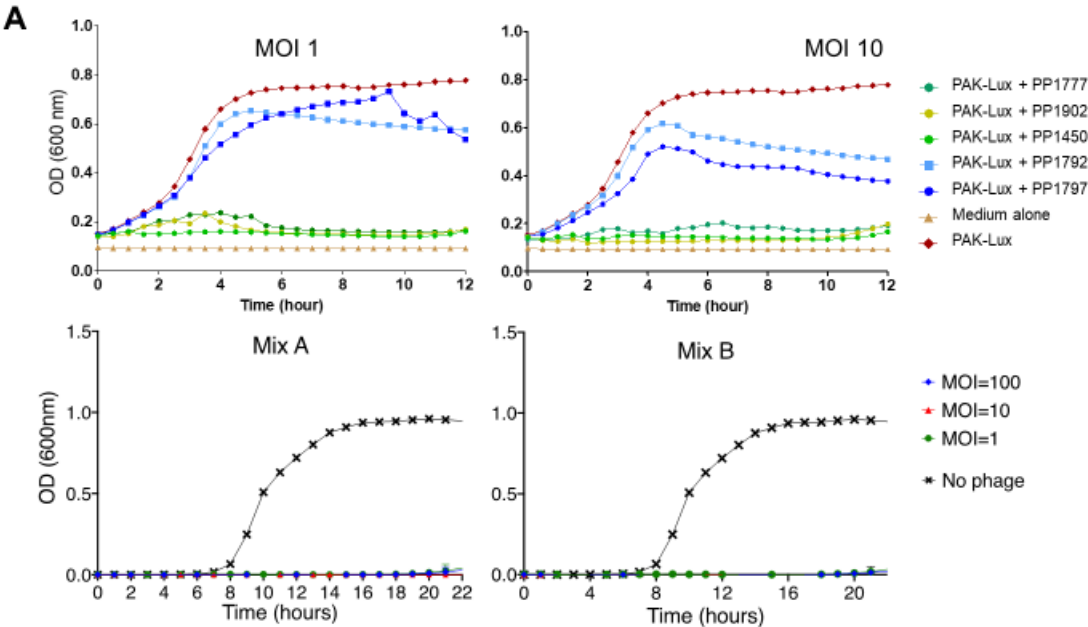 A
MOI 1
OD (600 nm)
1.0
0.8
0.6
0.4
0.2
0.0
0 2 4 6 8 10 12
Time (hour)
MOI 10
1.0
0.8
0.6
0.4
0.2
0.0
0 2 4 6 8 10 12
Time (hour)
PAK-Lux + PP1777
PAK-Lux + PP1902
PAK-Lux + PP1450
PAK-Lux + PP1792
PAK-Lux + PP1797
Medium alone
PAK-Lux
Mix A
OD (600nm)
1.5
1.0
0.5
0.0
0 2 4 6 8 10 12 14 16 18 20 22
Time (hours)
Mix B
1.5
1.0
0.5
0.0
0 4 8 12 16 20
Time (hours)
MOI=100
MOI=10
MOI=1
No phage